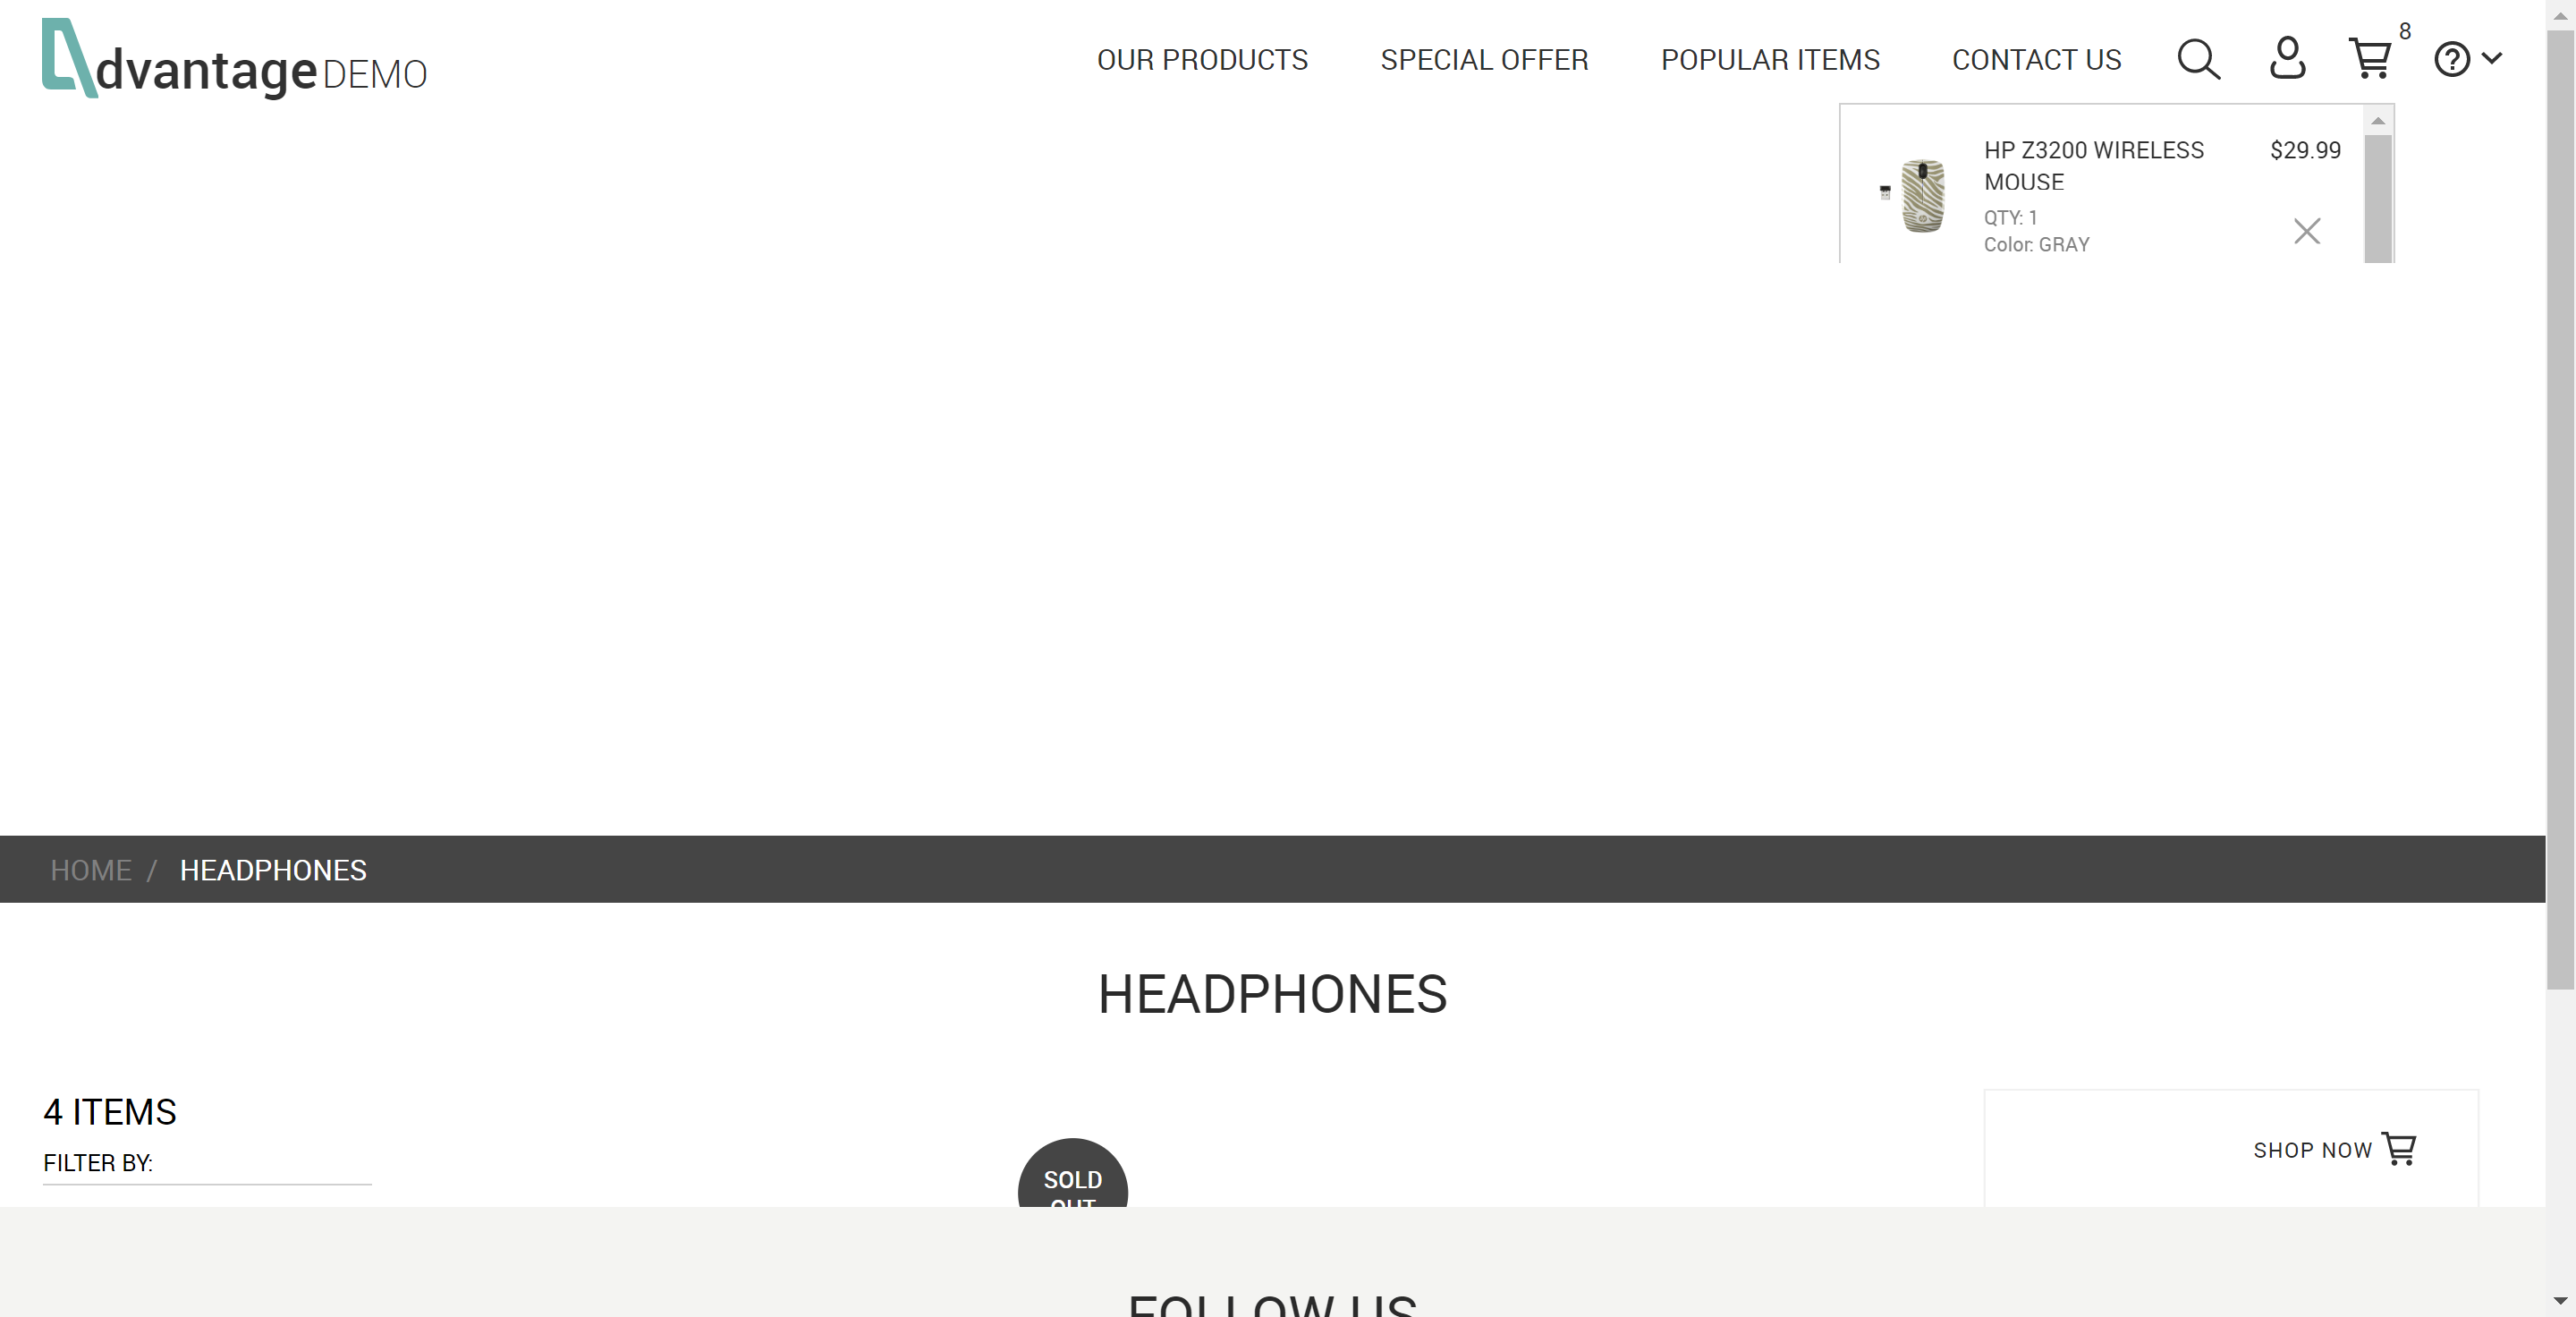 dvantage DEMO
OUR PRODUCTS
SPECIAL OFFER
POPULAR ITEMS
CONTACT US
8
HP Z3200 WIRELESS
MOUSE
$29.99
QTY: 1
Color: GRAY
HOME / HEADPHONES
HEADPHONES
4 ITEMS
FILTER BY:
SOLD
OUT
SHOP NOW
FOLLOW US